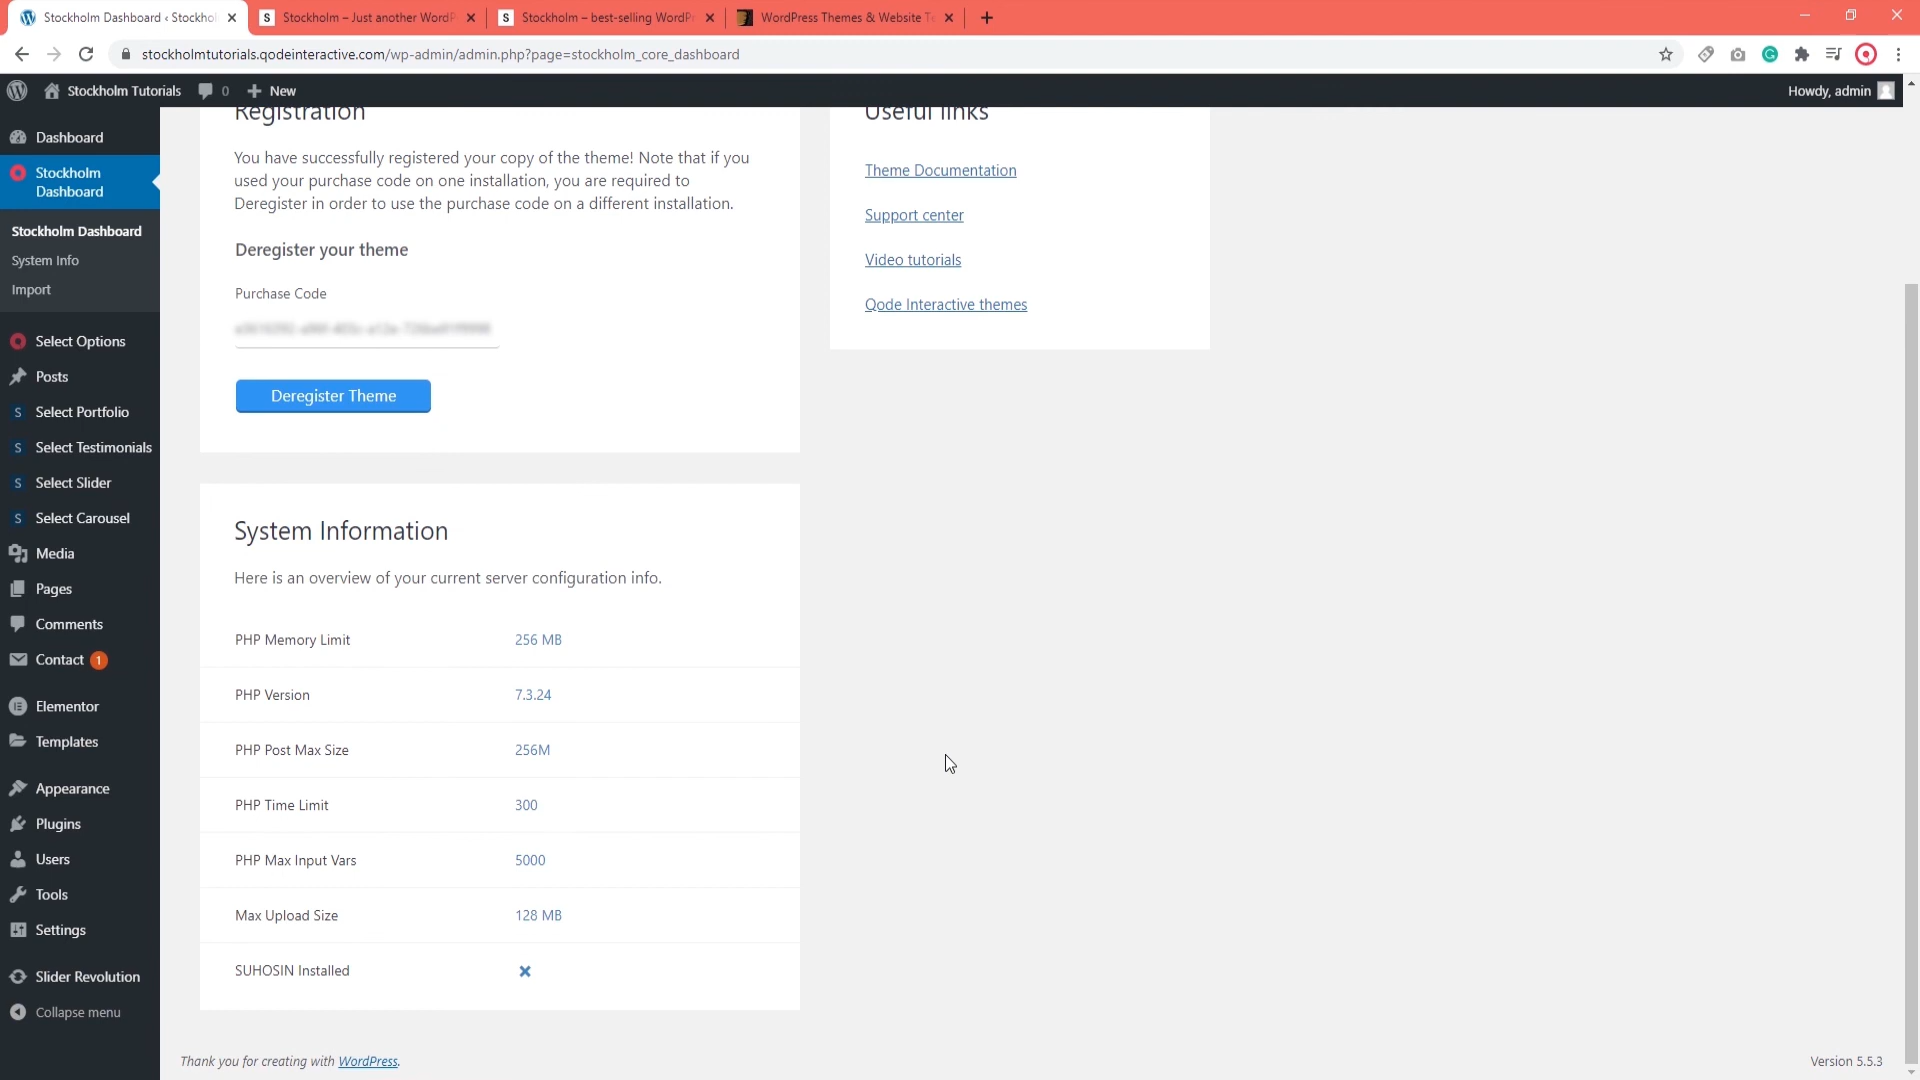 Stockholm Dashboard ‹ Stockhol
Stockholm – Just another WordP
Stockholm – best-selling WordPr
WordPress Themes & Website Te
stockholmtutorials.qodeinteractive.com/wp-admin/admin.php?page=stockholm_core_dashboard
Stockholm Tutorials
0
New
Howdy, admin
Dashboard
Stockholm
Dashboard
Stockholm Dashboard
System Info
Import
Select Options
Posts
Select Portfolio
Select Testimonials
Select Slider
Select Carousel
Media
Pages
Comments
Contact 1
Elementor
Templates
Appearance
Plugins
Users
Tools
Settings
Slider Revolution
Collapse menu
Registration
You have successfully registered your copy of the theme! Note that if you
used your purchase code on one installation, you are required to
Deregister in order to use the purchase code on a different installation.
Deregister your theme
Purchase Code
Deregister Theme
Useful links
Theme Documentation
Support center
Video tutorials
Qode Interactive themes
System Information
Here is an overview of your current server configuration info.
PHP Memory Limit 256 MB
PHP Version 7.3.24
PHP Post Max Size 256M
PHP Time Limit 300
PHP Max Input Vars 5000
Max Upload Size 128 MB
SUHOSIN Installed
Thank you for creating with WordPress.
Version 5.5.3